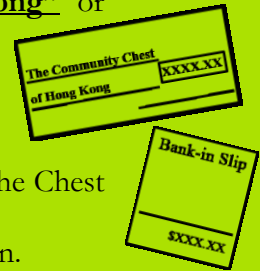 ong" or
The Community Chest
XXXX.XX
of Hong Kong
he Chest
Bank-in Slip
n.
$XXX.XX